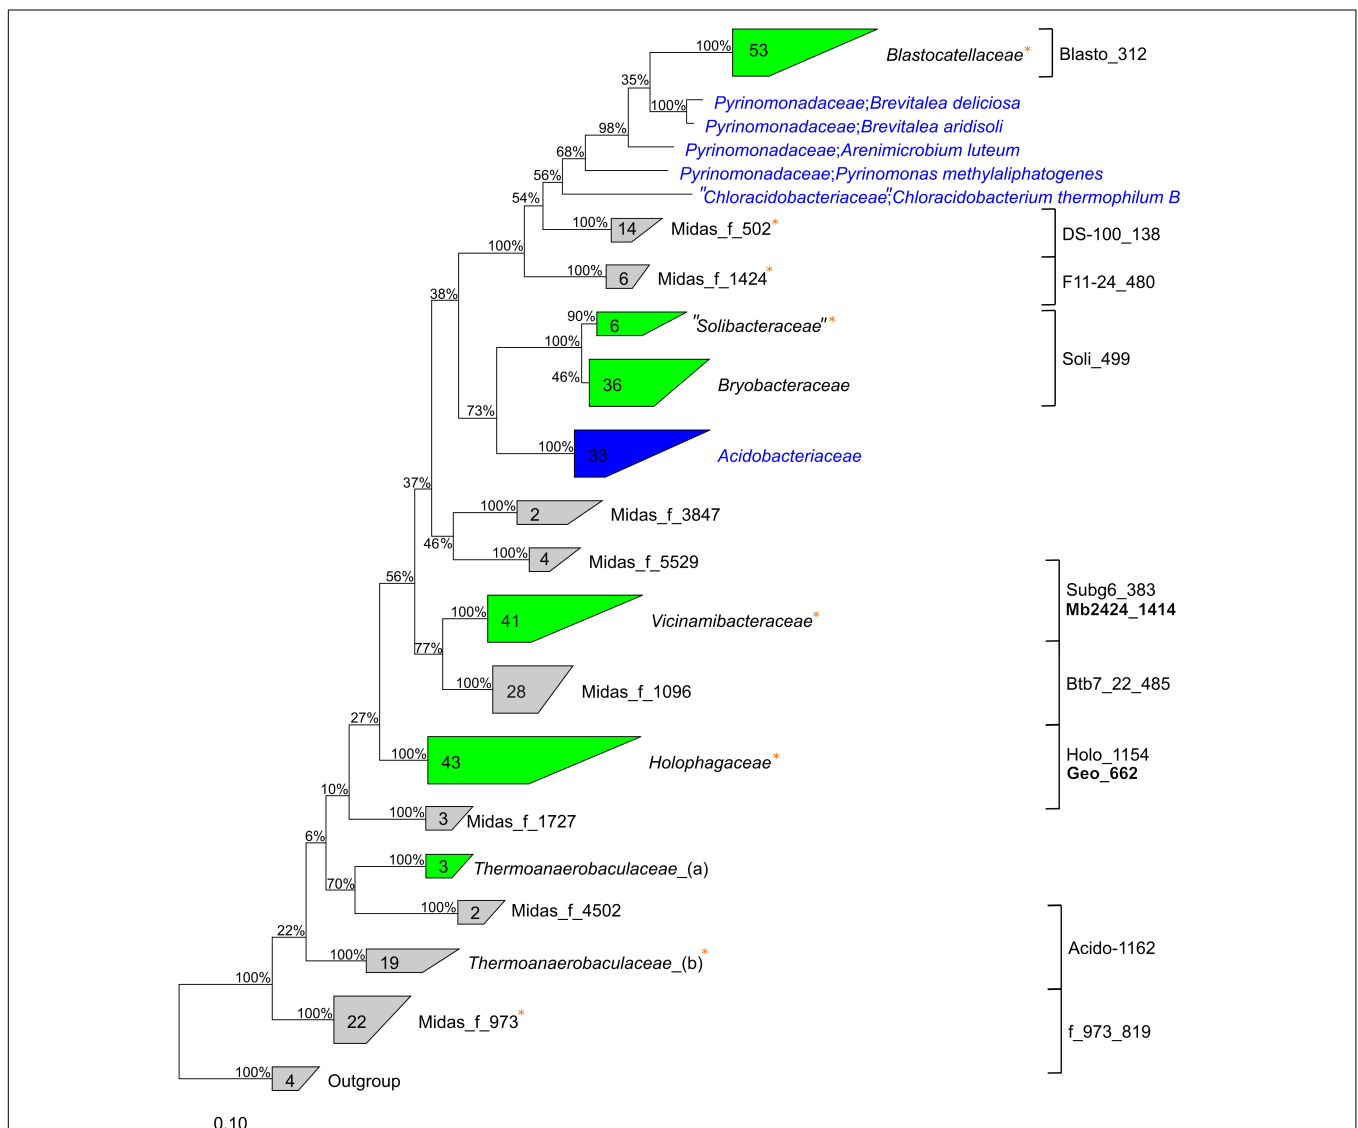 100% 53 Blastocatellaceae* Blasto_312
35%
100% Pyrinomonadaceae;Brevitalea deliciosa
Pyrinomonadaceae;Brevitalea aridisoli
98%
Pyrinomonadaceae;Arenimicrobium luteum
68%
Pyrinomonadaceae;Pyrinomonas methylaliphatogenes
56%
"Chloracidobacteriaceae";Chloracidobacterium thermophilum B
54%
100% 14 Midas_f_502* DS-100_138
100%
100% 6 Midas_f_1424* F11-24_480
38%
90% 6 "Solibacteraceae"*
100%
Soli_499
46% 36 Bryobacteraceae
73%
100% 33 Acidobacteriaceae
37%
100% 2 Midas_f_3847
46%
100% 4 Midas_f_5529
56%
Subg6_383
Mb2424_1414
100% 41 Vicinamibacteraceae*
77%
100% 28 Midas_f_1096 Btb7_22_485
27%
100% 43 Holophagaceae* Holo_1154
Geo_662
10%
100% 3 Midas_f_1727
6%
100% 3 Thermoanaerobaculaceae_(a)
70%
100% 2 Midas_f_4502
22%
Acido-1162
100% 19 Thermoanaerobaculaceae_(b)*
100%
100% 22 Midas_f_973* f_973_819
100% 4 Outgroup
0.10